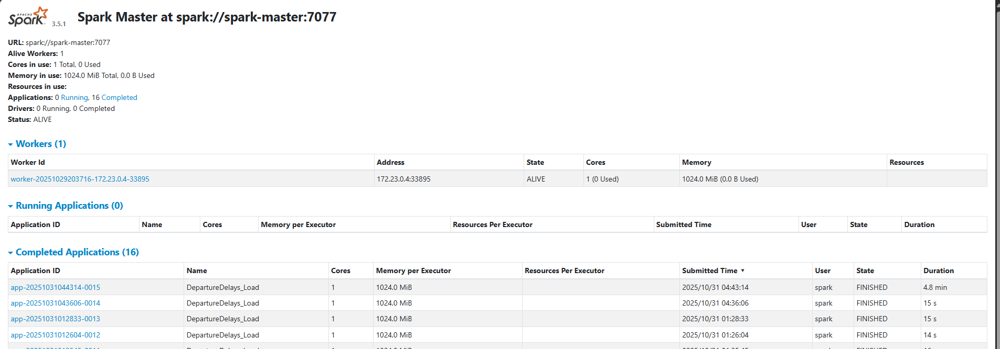 APACHE
Spark 3.5.1 Spark Master at spark://spark-master:7077
URL: spark://spark-master:7077
Alive Workers: 1
Cores in use: 1 Total, 0 Used
Memory in use: 1024.0 MiB Total, 0.0 B Used
Resources in use:
Applications: 0 Running, 16 Completed
Drivers: 0 Running, 0 Completed
Status: ALIVE
Workers (1)
Worker Id Address State Cores Memory Resources
worker-20251029203716-172.23.0.4-33895 172.23.0.4:33895 ALIVE 1 (0 Used) 1024.0 MiB (0.0 B Used)
Running Applications (0)
Application ID Name Cores Memory per Executor Resources Per Executor Submitted Time User State Duration
Completed Applications (16)
Application ID Name Cores Memory per Executor Resources Per Executor Submitted Time ▼ User State Duration
app-20251031044314-0015 DepartureDelays_Load 1 1024.0 MiB 2025/10/31 04:43:14 spark FINISHED 4.8 min
app-20251031043606-0014 DepartureDelays_Load 1 1024.0 MiB 2025/10/31 04:36:06 spark FINISHED 15 s
app-20251031012833-0013 DepartureDelays_Load 1 1024.0 MiB 2025/10/31 01:28:33 spark FINISHED 15 s
app-20251031012604-0012 DepartureDelays_Load 1 1024.0 MiB 2025/10/31 01:26:04 spark FINISHED 14 s